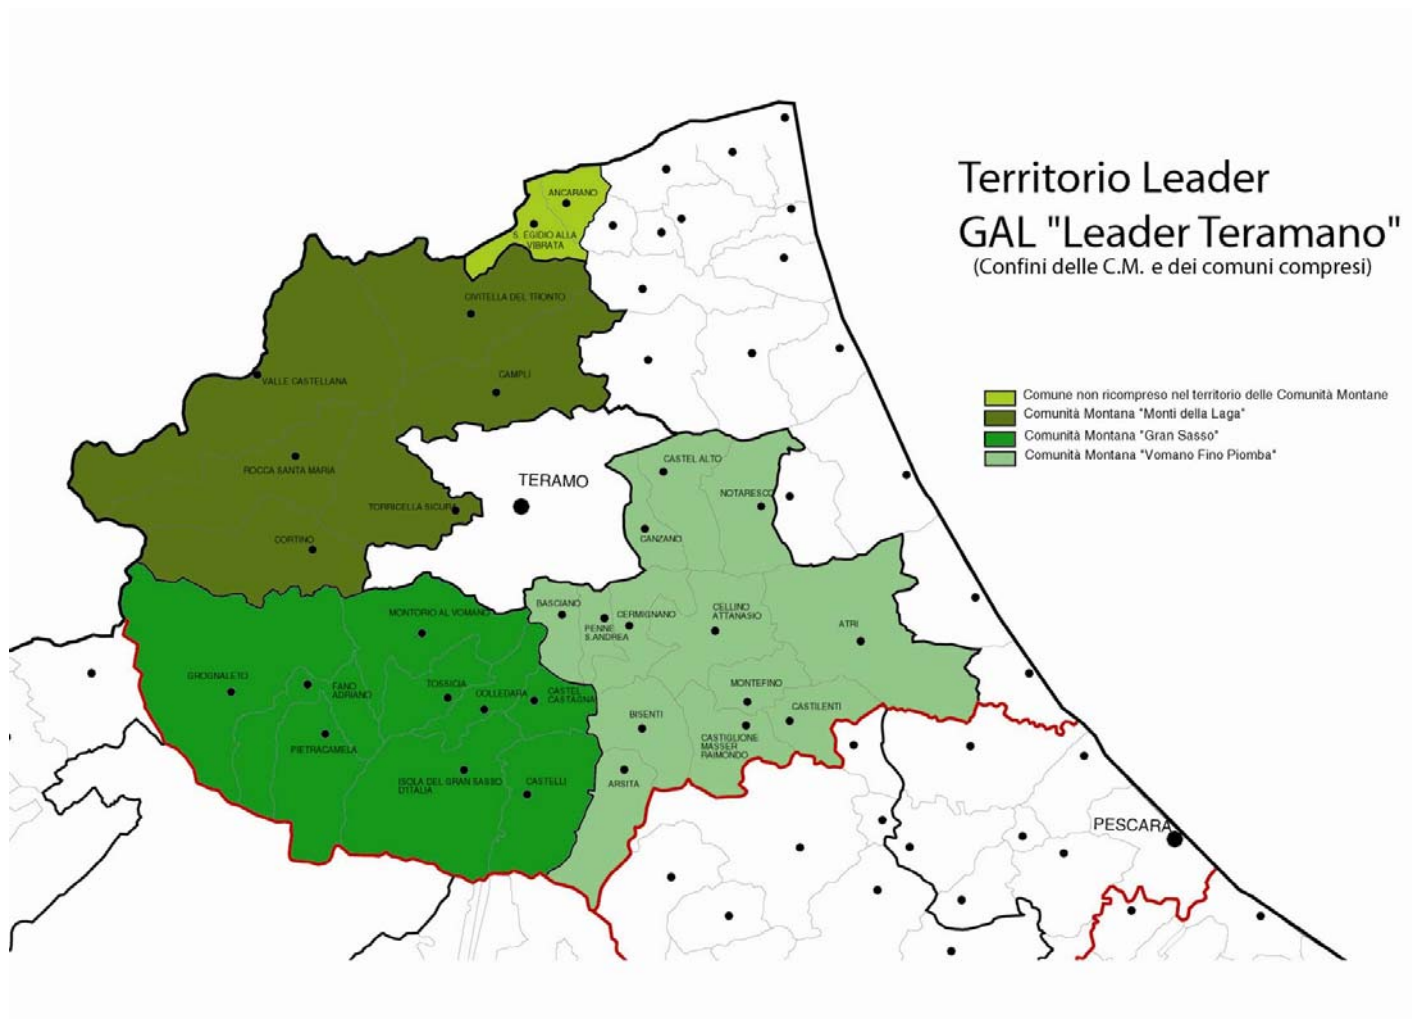 Territorio Leader
GAL "Leader Teramano"
(Confini delle C.M. e dei comuni compresi)
ANCARANO
S. EGIDIO ALLA
VIBRATA
CIVITELLA DEL TRONTO
VALLE CASTELLANA
CAMPLI
Comune non ricompreso nel territorio delle Comunità Montane
Comunità Montana "Monti della Laga"
Comunità Montana "Gran Sasso"
Comunità Montana "Vomano Fino Piomba"
ROCCA SANTA MARIA
CASTEL ALTO
TERAMO
NOTARESCO
TORRICELLA SICURA
CORTINO
CANZANO
MONTORIO AL VOMANO
BASCIANO
PENNE
S.ANDREA
CERMIGNANO
CELLINO
ATTANASIO
ATRI
CROGNALETO
FANO
ADRIANO
TOSSICIA
COLLEDARA
CASTEL
CASTAGNA
MONTEFINO
BISENTI
CASTILENTI
PIETRACAMELA
CASTIGLIONE
MASSER
RAIMONDO
ISOLA DEL GRAN SASSO
D'ITALIA
CASTELLI
ARSITA
PESCARA